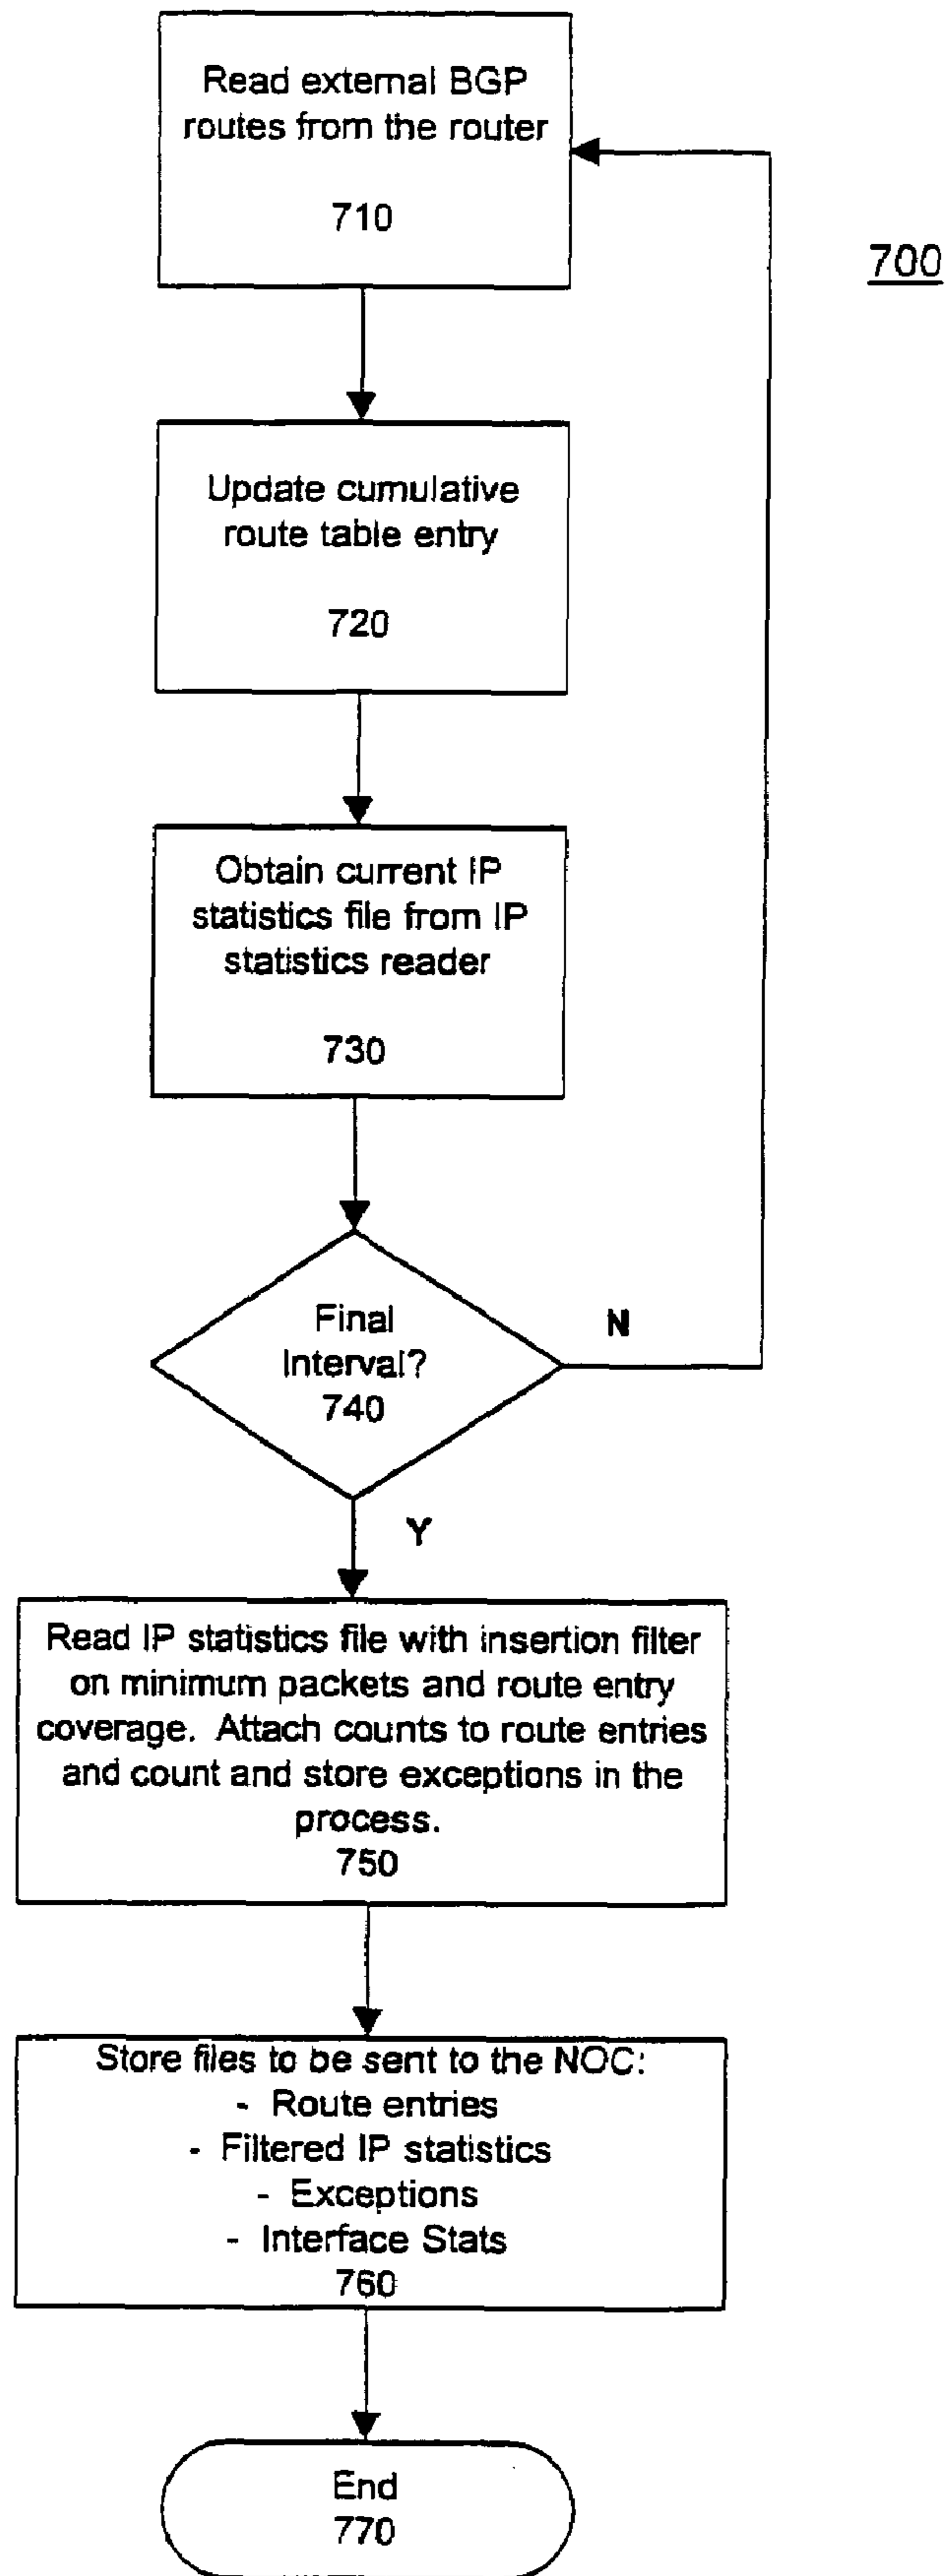 Read external BGP
routes from the router
710
700
Update cumulative
route table entry
720
Obtain current IP
statistics file from IP
statistics reader
730
Final
Interval?
740
N
Y
Read IP statistics file with insertion filter
on minimum packets and route entry
coverage. Attach counts to route entries
and count and store exceptions in the
process.
750
Store files to be sent to the NOC:
- Route entries
- Filtered IP statistics
- Exceptions
- Interface Stats
760
End
770